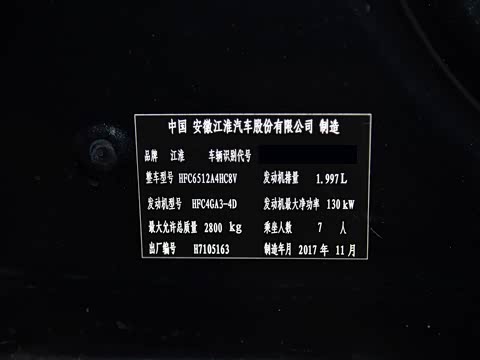 中国 安徽江淮汽车股份有限公司 制造
品牌 江淮 车辆识别代号
整车型号 HFC6512A4HC8V 发动机排量 1.997L
发动机型号 HFC4GA3-4D 发动机最大净功率 130kW
最大允许总质量 2800 kg 乘坐人数 7 人
出厂编号 H7105163 制造年月 2017 年 11 月